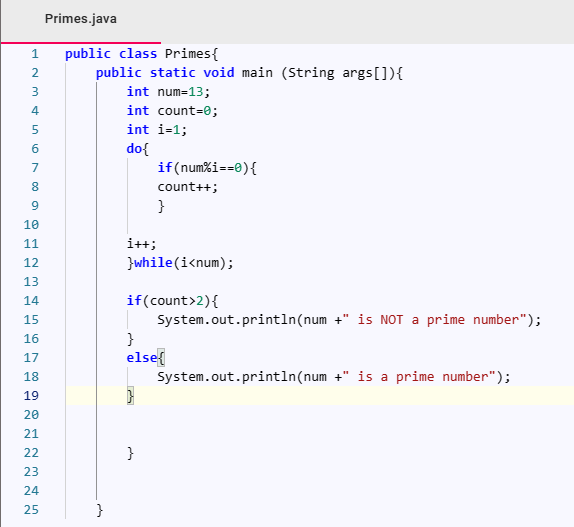 Primes.java
1 public class Primes{
2 public static void main (String args[]){
3 int num=13;
4 int count=0;
5 int i=1;
6 do{
7 if(num%i==0){
8 count++;
9 }
10
11 i++;
12 }while(i<num);
13
14 if(count>2){
15 System.out.println(num +" is NOT a prime number");
16 }
17 else{
18 System.out.println(num +" is a prime number");
19 }
20
21
22 }
23
24
25 }